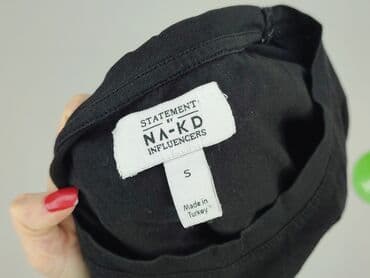 STATEMENT
BY
NA-KD
INFLUENCERS
S
Made in
Turkey